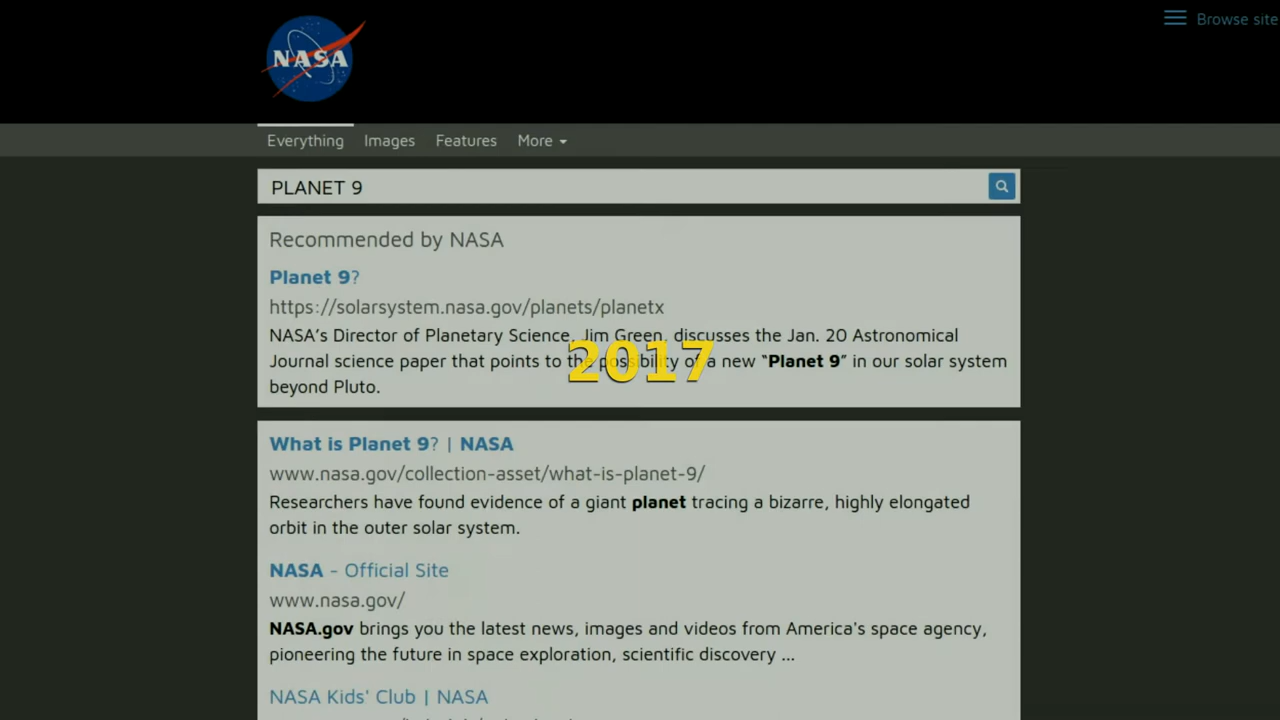 NASA
Browse site
Everything Images Features More
PLANET 9
Recommended by NASA
Planet 9?
https://solarsystem.nasa.gov/planets/planetx
NASA’s Director of Planetary Science, Jim Green, discusses the Jan. 20 Astronomical
Journal science paper that points to the possibility of a new “Planet 9” in our solar system
beyond Pluto.
2017
What is Planet 9? | NASA
www.nasa.gov/collection-asset/what-is-planet-9/
Researchers have found evidence of a giant planet tracing a bizarre, highly elongated
orbit in the outer solar system.
NASA - Official Site
www.nasa.gov/
NASA.gov brings you the latest news, images and videos from America's space agency,
pioneering the future in space exploration, scientific discovery ...
NASA Kids' Club | NASA